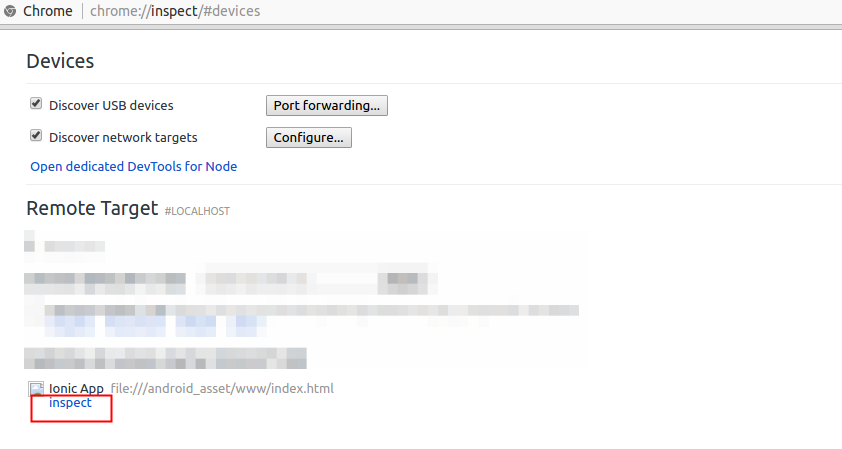 Chrome chrome://inspect/#devices
Devices
Discover USB devices Port forwarding...
Discover network targets Configure...
Open dedicated DevTools for Node
Remote Target #LOCALHOST
Ionic App file:///android_asset/www/index.html
inspect